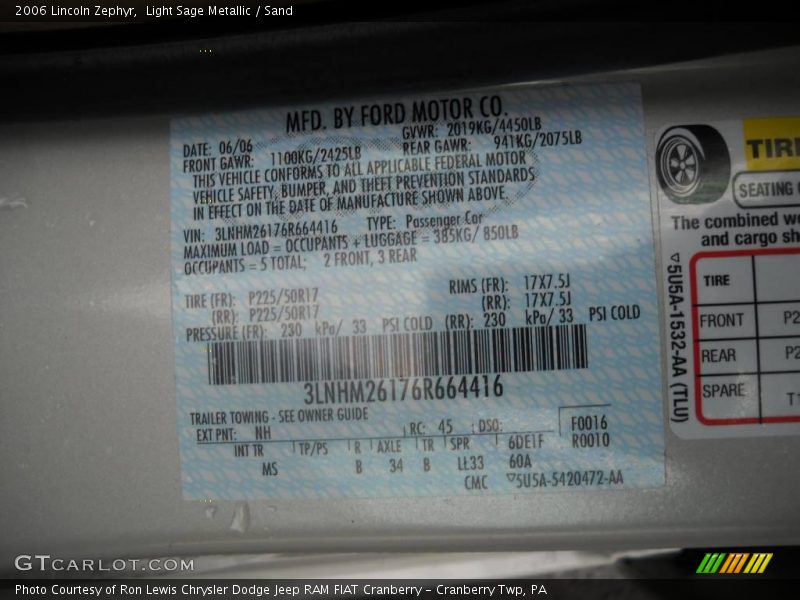 2006 Lincoln Zephyr, Light Sage Metallic / Sand
MFD. BY FORD MOTOR CO.
DATE: 06/06 GVWR: 2019KG/4450LB
FRONT GAWR: 1100KG/2425LB REAR GAWR: 941KG/2075LB
THIS VEHICLE CONFORMS TO ALL APPLICABLE FEDERAL MOTOR
VEHICLE SAFETY, BUMPER, AND THEFT PREVENTION STANDARDS
IN EFFECT ON THE DATE OF MANUFACTURE SHOWN ABOVE.
VIN: 3LNHM26176R664416 TYPE: Passenger Car
MAXIMUM LOAD = OCCUPANTS + LUGGAGE = 385KG/ 850LB
OCCUPANTS = 5 TOTAL; 2 FRONT, 3 REAR
TIRE (FR): P225/50R17 RIMS (FR): 17X7.5J
(RR): P225/50R17 (RR): 17X7.5J
PRESSURE (FR): 230 kPa/ 33 PSI COLD (RR): 230 kPa/ 33 PSI COLD
3LNHM26176R664416
TRAILER TOWING - SEE OWNER GUIDE
EXT PNT: NH RC: 45 DSO: F0016
R0010
INT TR TP/PS R AXLE TR SPR 6DE1F
MS B 34 B LL33 60A
CMC 5U5A-5420472-AA
TIRE
SEATING
The combined
and cargo
5U5A-1532-AA (TLU)
TIRE
FRONT P2
REAR P2
SPARE T1
GTCARLOT.COM
Photo Courtesy of Ron Lewis Chrysler Dodge Jeep RAM FIAT Cranberry – Cranberry Twp, PA